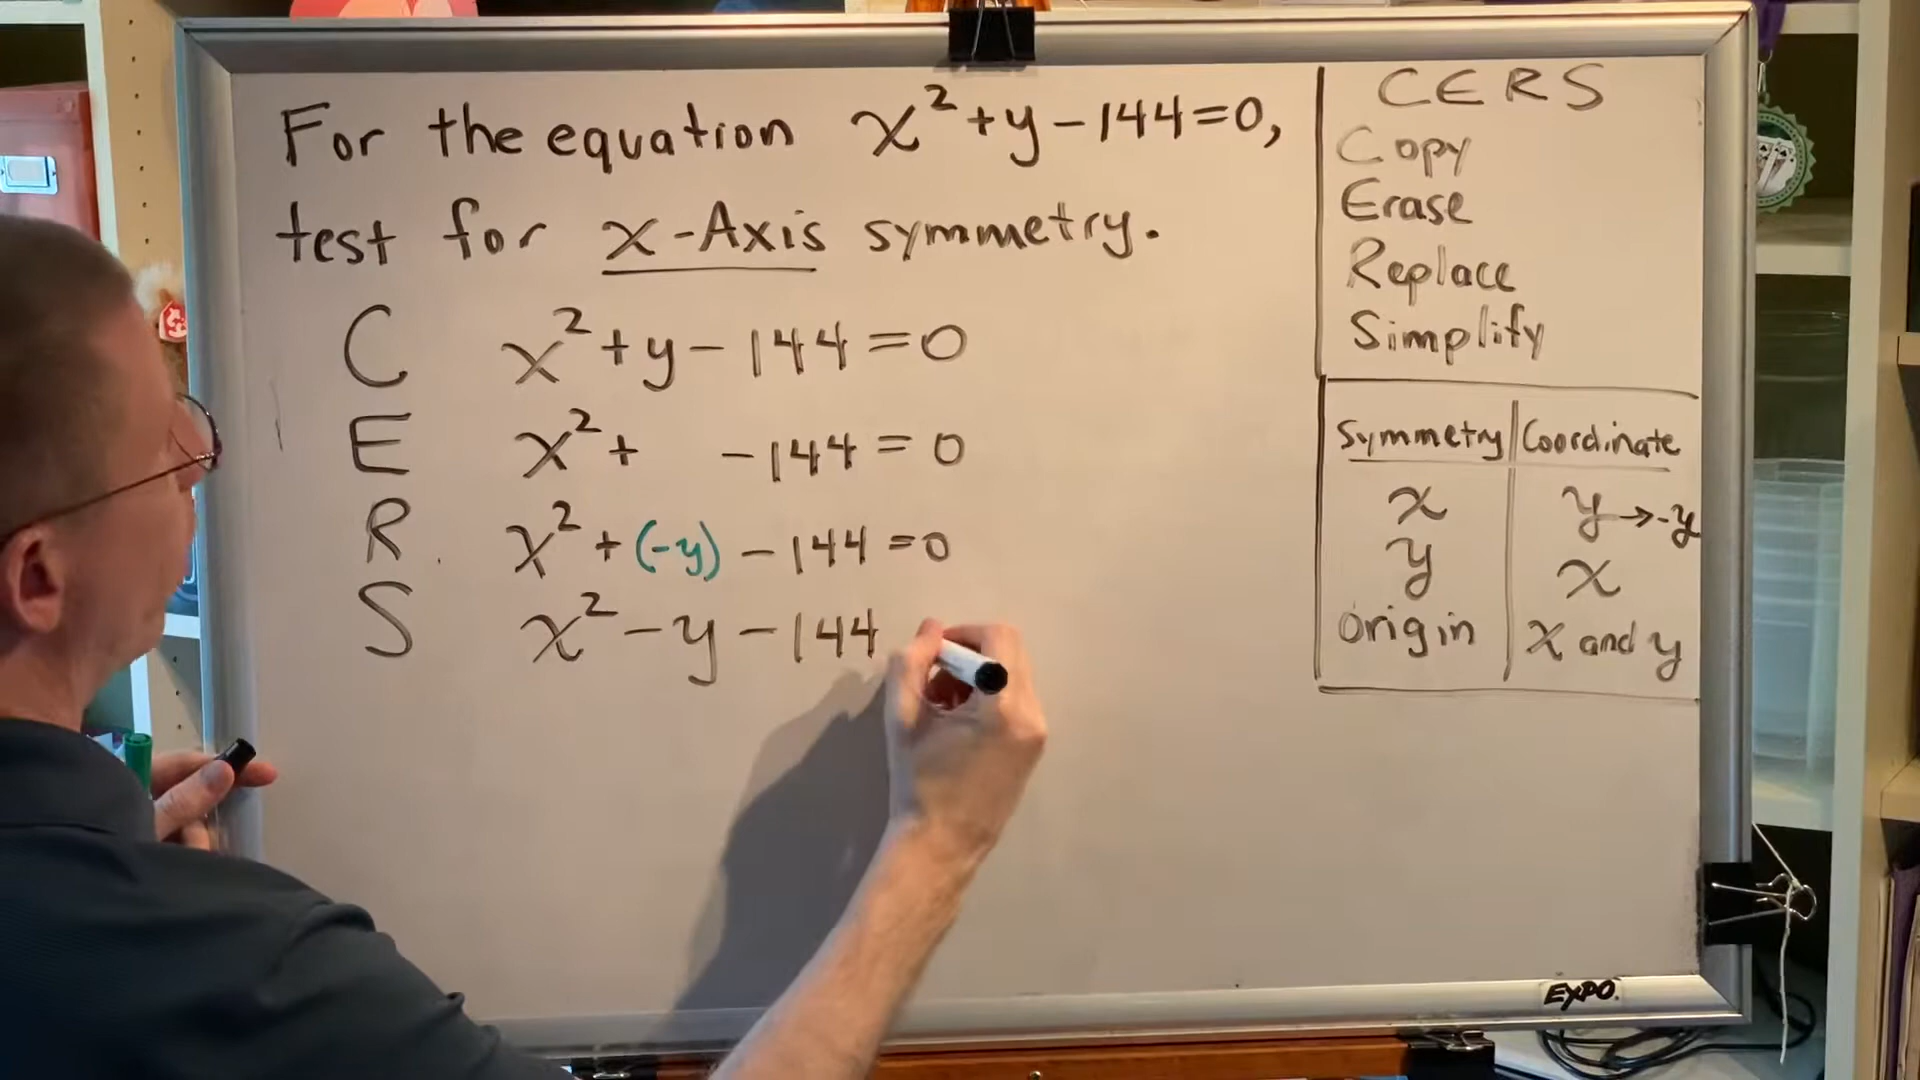 For the equation x²+y-144=0,
test for x-Axis symmetry.
C x²+y-144=0
E x²+ -144=0
R x²+(-y)-144=0
S x²-y-144
CERS
Copy
Erase
Replace
Simplify
Symmetry Coordinate
x y→-y
y x
origin x and y
EXPO